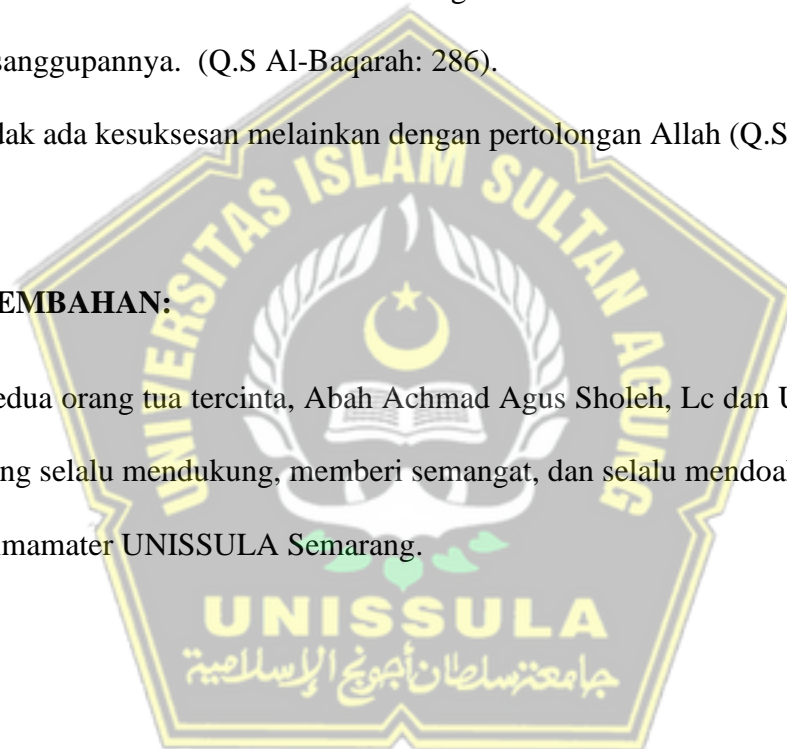 sanggupannya. (Q.S Al-Baqarah: 286).
dak ada kesuksesan melainkan dengan pertolongan Allah (Q.S
UNIVERSITAS ISLAM SULTAN AGUNG
EMBAHAN:
edua orang tua tercinta, Abah Achmad Agus Sholeh, Lc dan U
ng selalu mendukung, memberi semangat, dan selalu mendoa
lmamater UNISSULA Semarang.
UNISSULA
جامعة سلطان أجونج الإسلامية